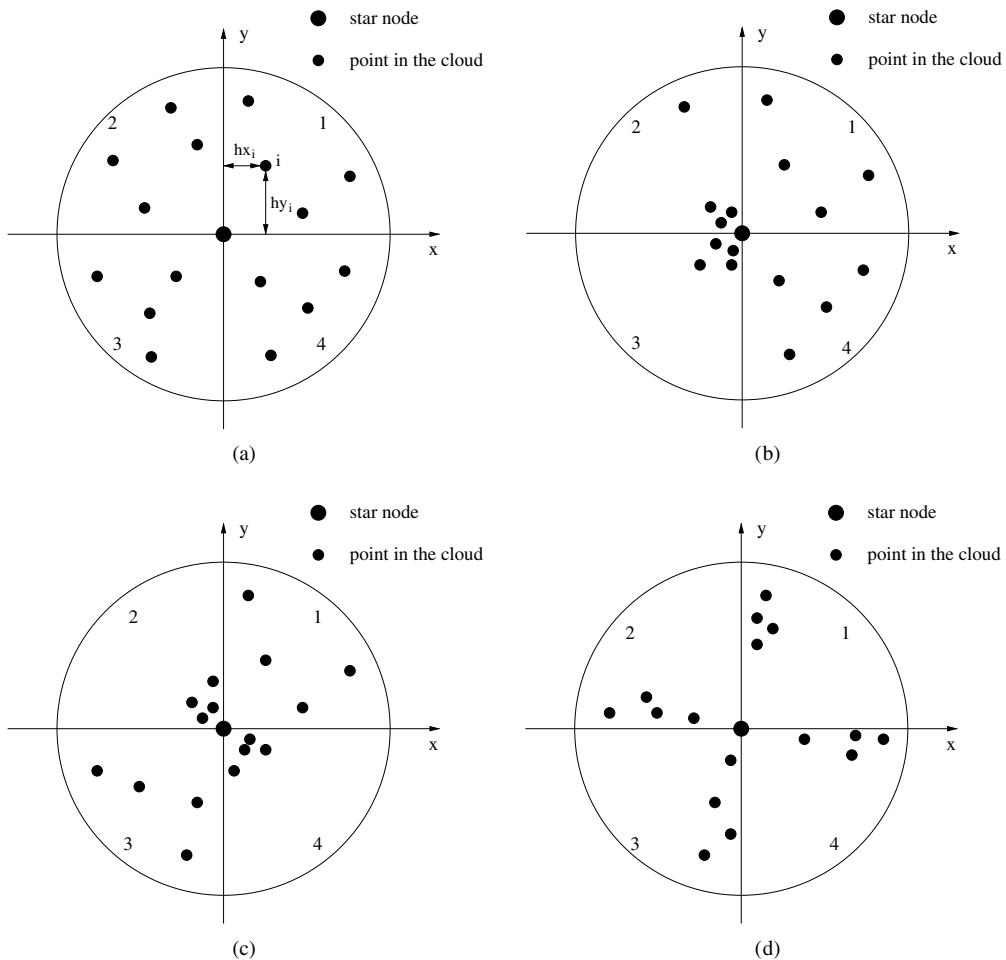 star node
y
point in the cloud
2
1
hx i
i
hy i
x
3
4
(a)
star node
y
point in the cloud
2
1
x
3
4
(b)
star node
y
point in the cloud
2
1
x
3
4
(c)
star node
y
point in the cloud
2
1
x
3
4
(d)